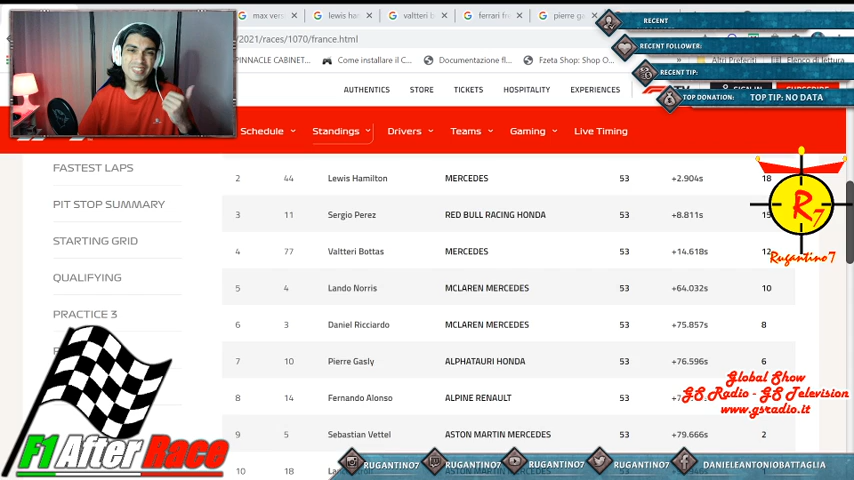 max vers
lewis ham
valtteri b
ferrari fr
pierre ga
RECENT
/2021/races/1070/france.html
RECENT FOLLOWER:
PINNACLE CABINET...
Come installare il C...
Documentazione fl...
Fzeta Shop: Shop O...
Altri Preferiti
Elenco di lettura
RECENT TIP:
AUTHENTICS
STORE
TICKETS
HOSPITALITY
EXPERIENCES
SIGN IN
SUBSCRIBE
TOP DONATION:
TOP TIP: NO DATA
Schedule
Standings
Drivers
Teams
Gaming
Live Timing
FASTEST LAPS
PIT STOP SUMMARY
STARTING GRID
QUALIFYING
PRACTICE 3
2 44 Lewis Hamilton MERCEDES 53 +2.904s 18
3 11 Sergio Perez RED BULL RACING HONDA 53 +8.811s 15
4 77 Valtteri Bottas MERCEDES 53 +14.618s 12
5 4 Lando Norris MCLAREN MERCEDES 53 +64.032s 10
6 3 Daniel Ricciardo MCLAREN MERCEDES 53 +75.857s 8
7 10 Pierre Gasly ALPHATAURI HONDA 53 +76.596s 6
8 14 Fernando Alonso ALPINE RENAULT 53
9 5 Sebastian Vettel ASTON MARTIN MERCEDES 53 +79.666s 2
10 18
R7
Rugantino7
Global Show
GS Radio - GS Television
www.gsradio.it
F1 After Race
RUGANTINO7
RUGANTINO7
RUGANTINO7
RUGANTINO7
DANIELEANTONIOBATTAGLIA